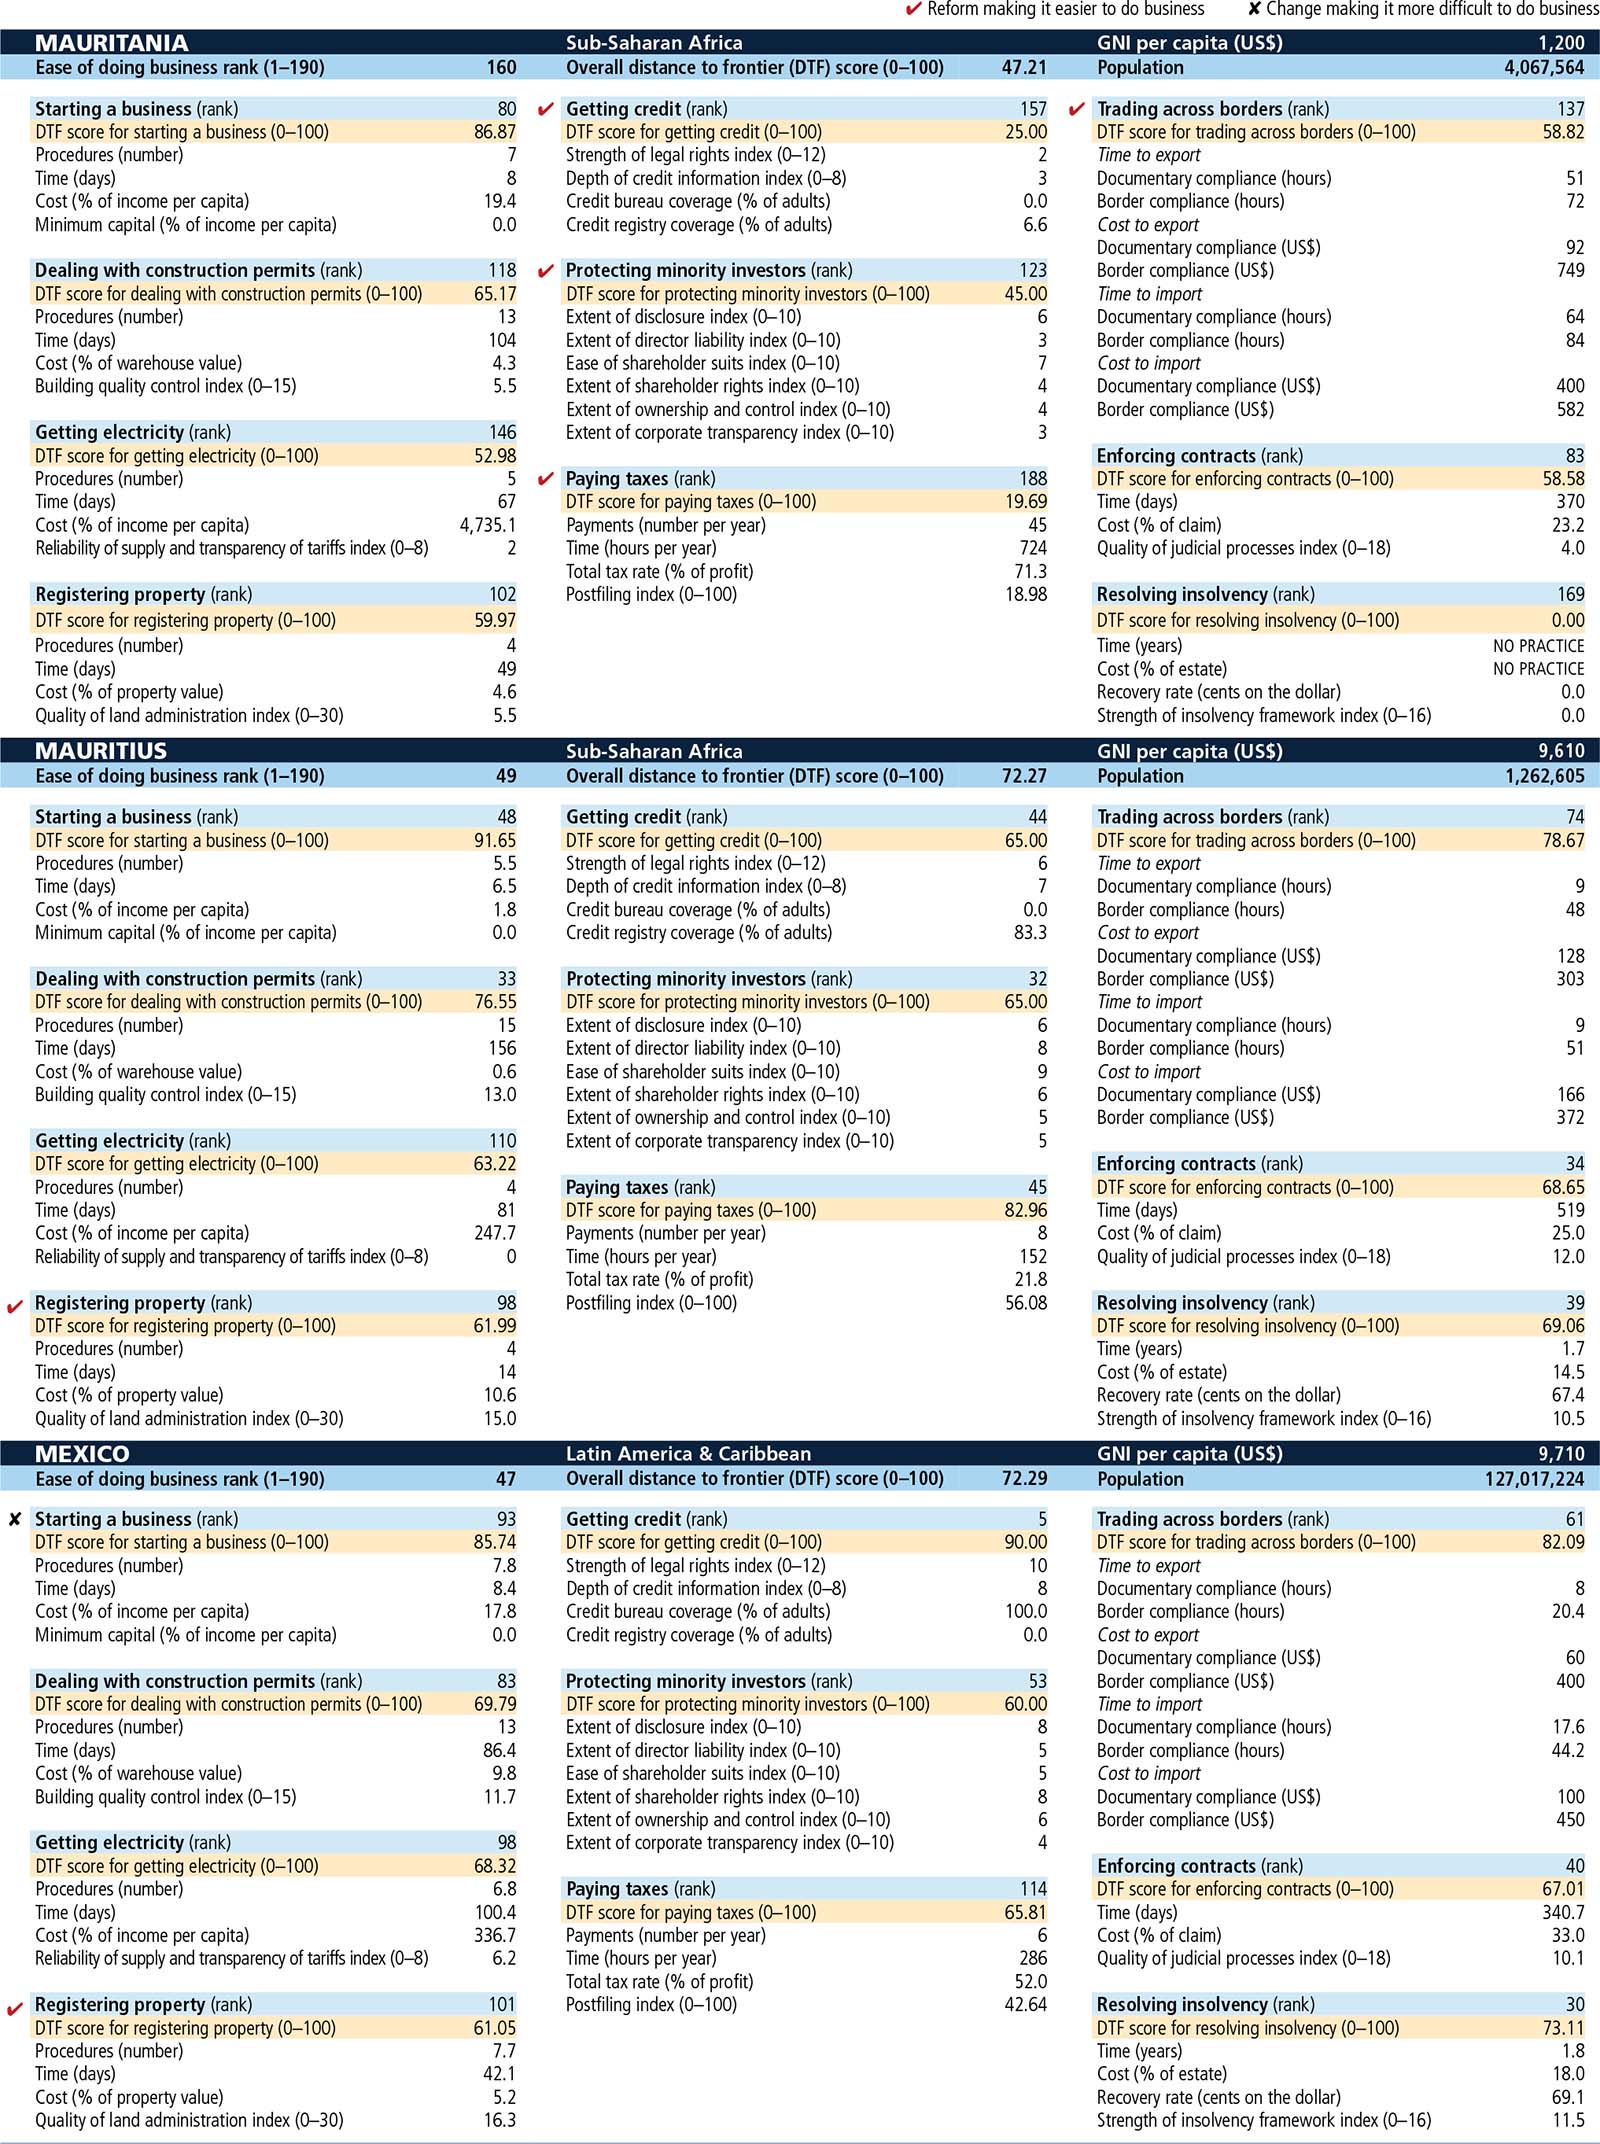 ✔ Reform making it easier to do business ✘ Change making it more difficult to do business
MAURITANIA Sub-Saharan Africa GNI per capita (US$) 1,200
Ease of doing business rank (1–190) 160 Overall distance to frontier (DTF) score (0–100) 47.21 Population 4,067,564
Starting a business (rank) 80
DTF score for starting a business (0–100) 86.87
Procedures (number) 7
Time (days) 8
Cost (% of income per capita) 19.4
Minimum capital (% of income per capita) 0.0
Dealing with construction permits (rank) 118
DTF score for dealing with construction permits (0–100) 65.17
Procedures (number) 13
Time (days) 104
Cost (% of warehouse value) 4.3
Building quality control index (0–15) 5.5
Getting electricity (rank) 146
DTF score for getting electricity (0–100) 52.98
Procedures (number) 5
Time (days) 67
Cost (% of income per capita) 4,735.1
Reliability of supply and transparency of tariffs index (0–8) 2
Registering property (rank) 102
DTF score for registering property (0–100) 59.97
Procedures (number) 4
Time (days) 49
Cost (% of property value) 4.6
Quality of land administration index (0–30) 5.5
✔ Getting credit (rank) 157
DTF score for getting credit (0–100) 25.00
Strength of legal rights index (0–12) 2
Depth of credit information index (0–8) 3
Credit bureau coverage (% of adults) 0.0
Credit registry coverage (% of adults) 6.6
✔ Protecting minority investors (rank) 123
DTF score for protecting minority investors (0–100) 45.00
Extent of disclosure index (0–10) 6
Extent of director liability index (0–10) 3
Ease of shareholder suits index (0–10) 7
Extent of shareholder rights index (0–10) 4
Extent of ownership and control index (0–10) 4
Extent of corporate transparency index (0–10) 3
✔ Paying taxes (rank) 188
DTF score for paying taxes (0–100) 19.69
Payments (number per year) 45
Time (hours per year) 724
Total tax rate (% of profit) 71.3
Postfiling index (0–100) 18.98
✔ Trading across borders (rank) 137
DTF score for trading across borders (0–100) 58.82
Time to export
Documentary compliance (hours) 51
Border compliance (hours) 72
Cost to export
Documentary compliance (US$) 92
Border compliance (US$) 749
Time to import
Documentary compliance (hours) 64
Border compliance (hours) 84
Cost to import
Documentary compliance (US$) 400
Border compliance (US$) 582
Enforcing contracts (rank) 83
DTF score for enforcing contracts (0–100) 58.58
Time (days) 370
Cost (% of claim) 23.2
Quality of judicial processes index (0–18) 4.0
Resolving insolvency (rank) 169
DTF score for resolving insolvency (0–100) 0.00
Time (years) NO PRACTICE
Cost (% of estate) NO PRACTICE
Recovery rate (cents on the dollar) 0.0
Strength of insolvency framework index (0–16) 0.0
MAURITIUS Sub-Saharan Africa GNI per capita (US$) 9,610
Ease of doing business rank (1–190) 49 Overall distance to frontier (DTF) score (0–100) 72.27 Population 1,262,605
Starting a business (rank) 48
DTF score for starting a business (0–100) 91.65
Procedures (number) 5.5
Time (days) 6.5
Cost (% of income per capita) 1.8
Minimum capital (% of income per capita) 0.0
Dealing with construction permits (rank) 33
DTF score for dealing with construction permits (0–100) 76.55
Procedures (number) 15
Time (days) 156
Cost (% of warehouse value) 0.6
Building quality control index (0–15) 13.0
Getting electricity (rank) 110
DTF score for getting electricity (0–100) 63.22
Procedures (number) 4
Time (days) 81
Cost (% of income per capita) 247.7
Reliability of supply and transparency of tariffs index (0–8) 0
✔ Registering property (rank) 98
DTF score for registering property (0–100) 61.99
Procedures (number) 4
Time (days) 14
Cost (% of property value) 10.6
Quality of land administration index (0–30) 15.0
Getting credit (rank) 44
DTF score for getting credit (0–100) 65.00
Strength of legal rights index (0–12) 6
Depth of credit information index (0–8) 7
Credit bureau coverage (% of adults) 0.0
Credit registry coverage (% of adults) 83.3
Protecting minority investors (rank) 32
DTF score for protecting minority investors (0–100) 65.00
Extent of disclosure index (0–10) 6
Extent of director liability index (0–10) 8
Ease of shareholder suits index (0–10) 9
Extent of shareholder rights index (0–10) 6
Extent of ownership and control index (0–10) 5
Extent of corporate transparency index (0–10) 5
Paying taxes (rank) 45
DTF score for paying taxes (0–100) 82.96
Payments (number per year) 8
Time (hours per year) 152
Total tax rate (% of profit) 21.8
Postfiling index (0–100) 56.08
Trading across borders (rank) 74
DTF score for trading across borders (0–100) 78.67
Time to export
Documentary compliance (hours) 9
Border compliance (hours) 48
Cost to export
Documentary compliance (US$) 128
Border compliance (US$) 303
Time to import
Documentary compliance (hours) 9
Border compliance (hours) 51
Cost to import
Documentary compliance (US$) 166
Border compliance (US$) 372
Enforcing contracts (rank) 34
DTF score for enforcing contracts (0–100) 68.65
Time (days) 519
Cost (% of claim) 25.0
Quality of judicial processes index (0–18) 12.0
Resolving insolvency (rank) 39
DTF score for resolving insolvency (0–100) 69.06
Time (years) 1.7
Cost (% of estate) 14.5
Recovery rate (cents on the dollar) 67.4
Strength of insolvency framework index (0–16) 10.5
MEXICO Latin America & Caribbean GNI per capita (US$) 9,710
Ease of doing business rank (1–190) 47 Overall distance to frontier (DTF) score (0–100) 72.29 Population 127,017,224
✘ Starting a business (rank) 93
DTF score for starting a business (0–100) 85.74
Procedures (number) 7.8
Time (days) 8.4
Cost (% of income per capita) 17.8
Minimum capital (% of income per capita) 0.0
Dealing with construction permits (rank) 83
DTF score for dealing with construction permits (0–100) 69.79
Procedures (number) 13
Time (days) 86.4
Cost (% of warehouse value) 9.8
Building quality control index (0–15) 11.7
Getting electricity (rank) 98
DTF score for getting electricity (0–100) 68.32
Procedures (number) 6.8
Time (days) 100.4
Cost (% of income per capita) 336.7
Reliability of supply and transparency of tariffs index (0–8) 6.2
✔ Registering property (rank) 101
DTF score for registering property (0–100) 61.05
Procedures (number) 7.7
Time (days) 42.1
Cost (% of property value) 5.2
Quality of land administration index (0–30) 16.3
Getting credit (rank) 5
DTF score for getting credit (0–100) 90.00
Strength of legal rights index (0–12) 10
Depth of credit information index (0–8) 8
Credit bureau coverage (% of adults) 100.0
Credit registry coverage (% of adults) 0.0
Protecting minority investors (rank) 53
DTF score for protecting minority investors (0–100) 60.00
Extent of disclosure index (0–10) 8
Extent of director liability index (0–10) 5
Ease of shareholder suits index (0–10) 5
Extent of shareholder rights index (0–10) 8
Extent of ownership and control index (0–10) 6
Extent of corporate transparency index (0–10) 4
Paying taxes (rank) 114
DTF score for paying taxes (0–100) 65.81
Payments (number per year) 6
Time (hours per year) 286
Total tax rate (% of profit) 52.0
Postfiling index (0–100) 42.64
Trading across borders (rank) 61
DTF score for trading across borders (0–100) 82.09
Time to export
Documentary compliance (hours) 8
Border compliance (hours) 20.4
Cost to export
Documentary compliance (US$) 60
Border compliance (US$) 400
Time to import
Documentary compliance (hours) 17.6
Border compliance (hours) 44.2
Cost to import
Documentary compliance (US$) 100
Border compliance (US$) 450
Enforcing contracts (rank) 40
DTF score for enforcing contracts (0–100) 67.01
Time (days) 340.7
Cost (% of claim) 33.0
Quality of judicial processes index (0–18) 10.1
Resolving insolvency (rank) 30
DTF score for resolving insolvency (0–100) 73.11
Time (years) 1.8
Cost (% of estate) 18.0
Recovery rate (cents on the dollar) 69.1
Strength of insolvency framework index (0–16) 11.5